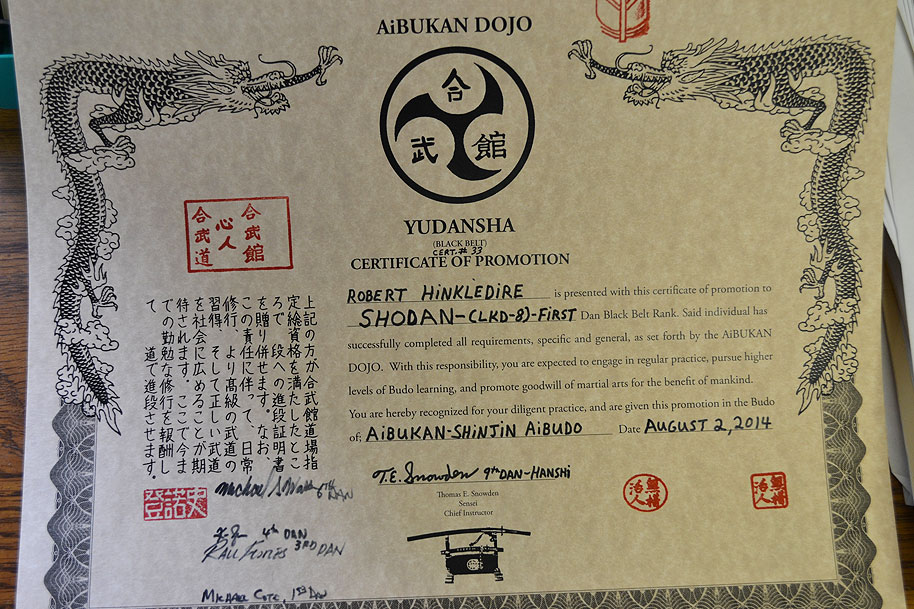 AiBUKAN DOJO
合
武 館
合武館
心人
合武道
YUDANSHA
(BLACK BELT)
CERT.# 33
CERTIFICATE OF PROMOTION
ROBERT HINKLEDIRE is presented with this certificate of promotion to
SHODAN-(LKD-8)-FIRST Dan Black Belt Rank. Said individual has
successfully completed all requirements, specific and general, as set forth by the AiBUKAN
DOJO. With this responsibility, you are expected to engage in regular practice, pursue higher
levels of Budo learning, and promote goodwill of martial arts for the benefit of mankind.
You are hereby recognized for your diligent practice, and are given this promotion in the Budo
of; AiBUKAN-SHiNJiN AiBUDO Date AUGUST 2, 2014
上記の方が合武館道場指
定総資格を満たしたとこ
ろで 段への進段証明書
を贈り併せます。なお、
この責任に伴って、日常
修行 より高級の武道の
習得 そして正しい武道
を社会に広めることが期
待されます.ここで今ま
での勤勉な修行を報酬し
て 道で進段させます.
T.E. Snowden 9th DAN-HANSHi
Thomas E. Snowden
Sensei
Chief Instructor
Michael DAN
4th DAN
3RD DAN
MICHAEL COTE, 1ST DAN